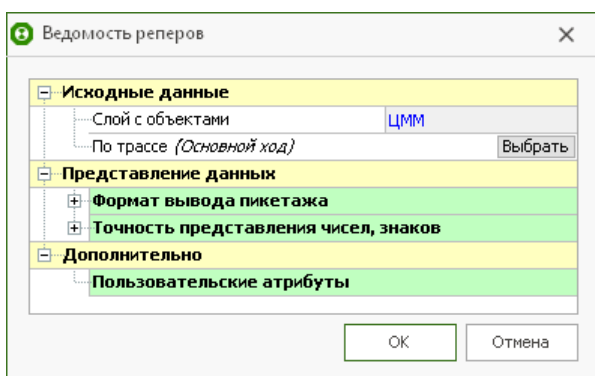 Ведомость реперов
Исходные данные
Слой с объектами ЦММ
По трассе (Основной ход) Выбрать
Представление данных
Формат вывода пикетажа
Точность представления чисел, знаков
Дополнительно
Пользовательские атрибуты
ОК Отмена